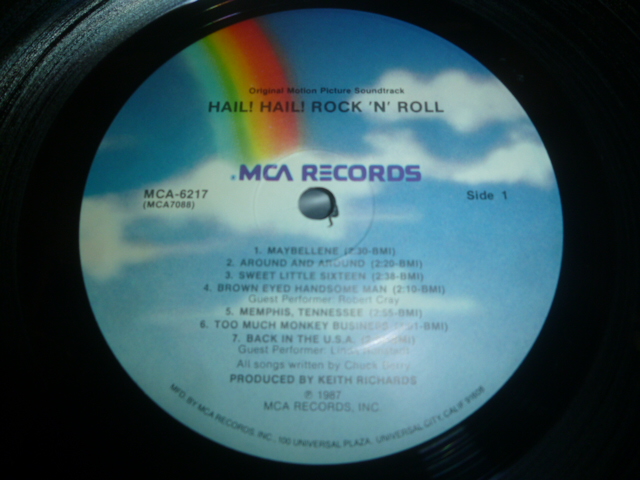 Original Motion Picture Soundtrack
HAIL! HAIL! ROCK 'N' ROLL
MCA RECORDS
MCA-6217
(MCA7088)
Side 1
1. MAYBELLENE (2:30-BMI)
2. AROUND AND AROUND (2:20-BMI)
3. SWEET LITTLE SIXTEEN (2:38-BMI)
4. BROWN EYED HANDSOME MAN (2:10-BMI)
Guest Performer: Robert Cray
5. MEMPHIS, TENNESSEE (2:55-BMI)
6. TOO MUCH MONKEY BUSINESS
7. BACK IN THE U.S.A.
Guest Performer:
All songs written by Chuck Berry
PRODUCED BY KEITH RICHARDS
℗ 1987
MCA RECORDS, INC.
MFD. BY MCA RECORDS, INC., 100 UNIVERSAL PLAZA, UNIVERSAL CITY, CALIF. 91608